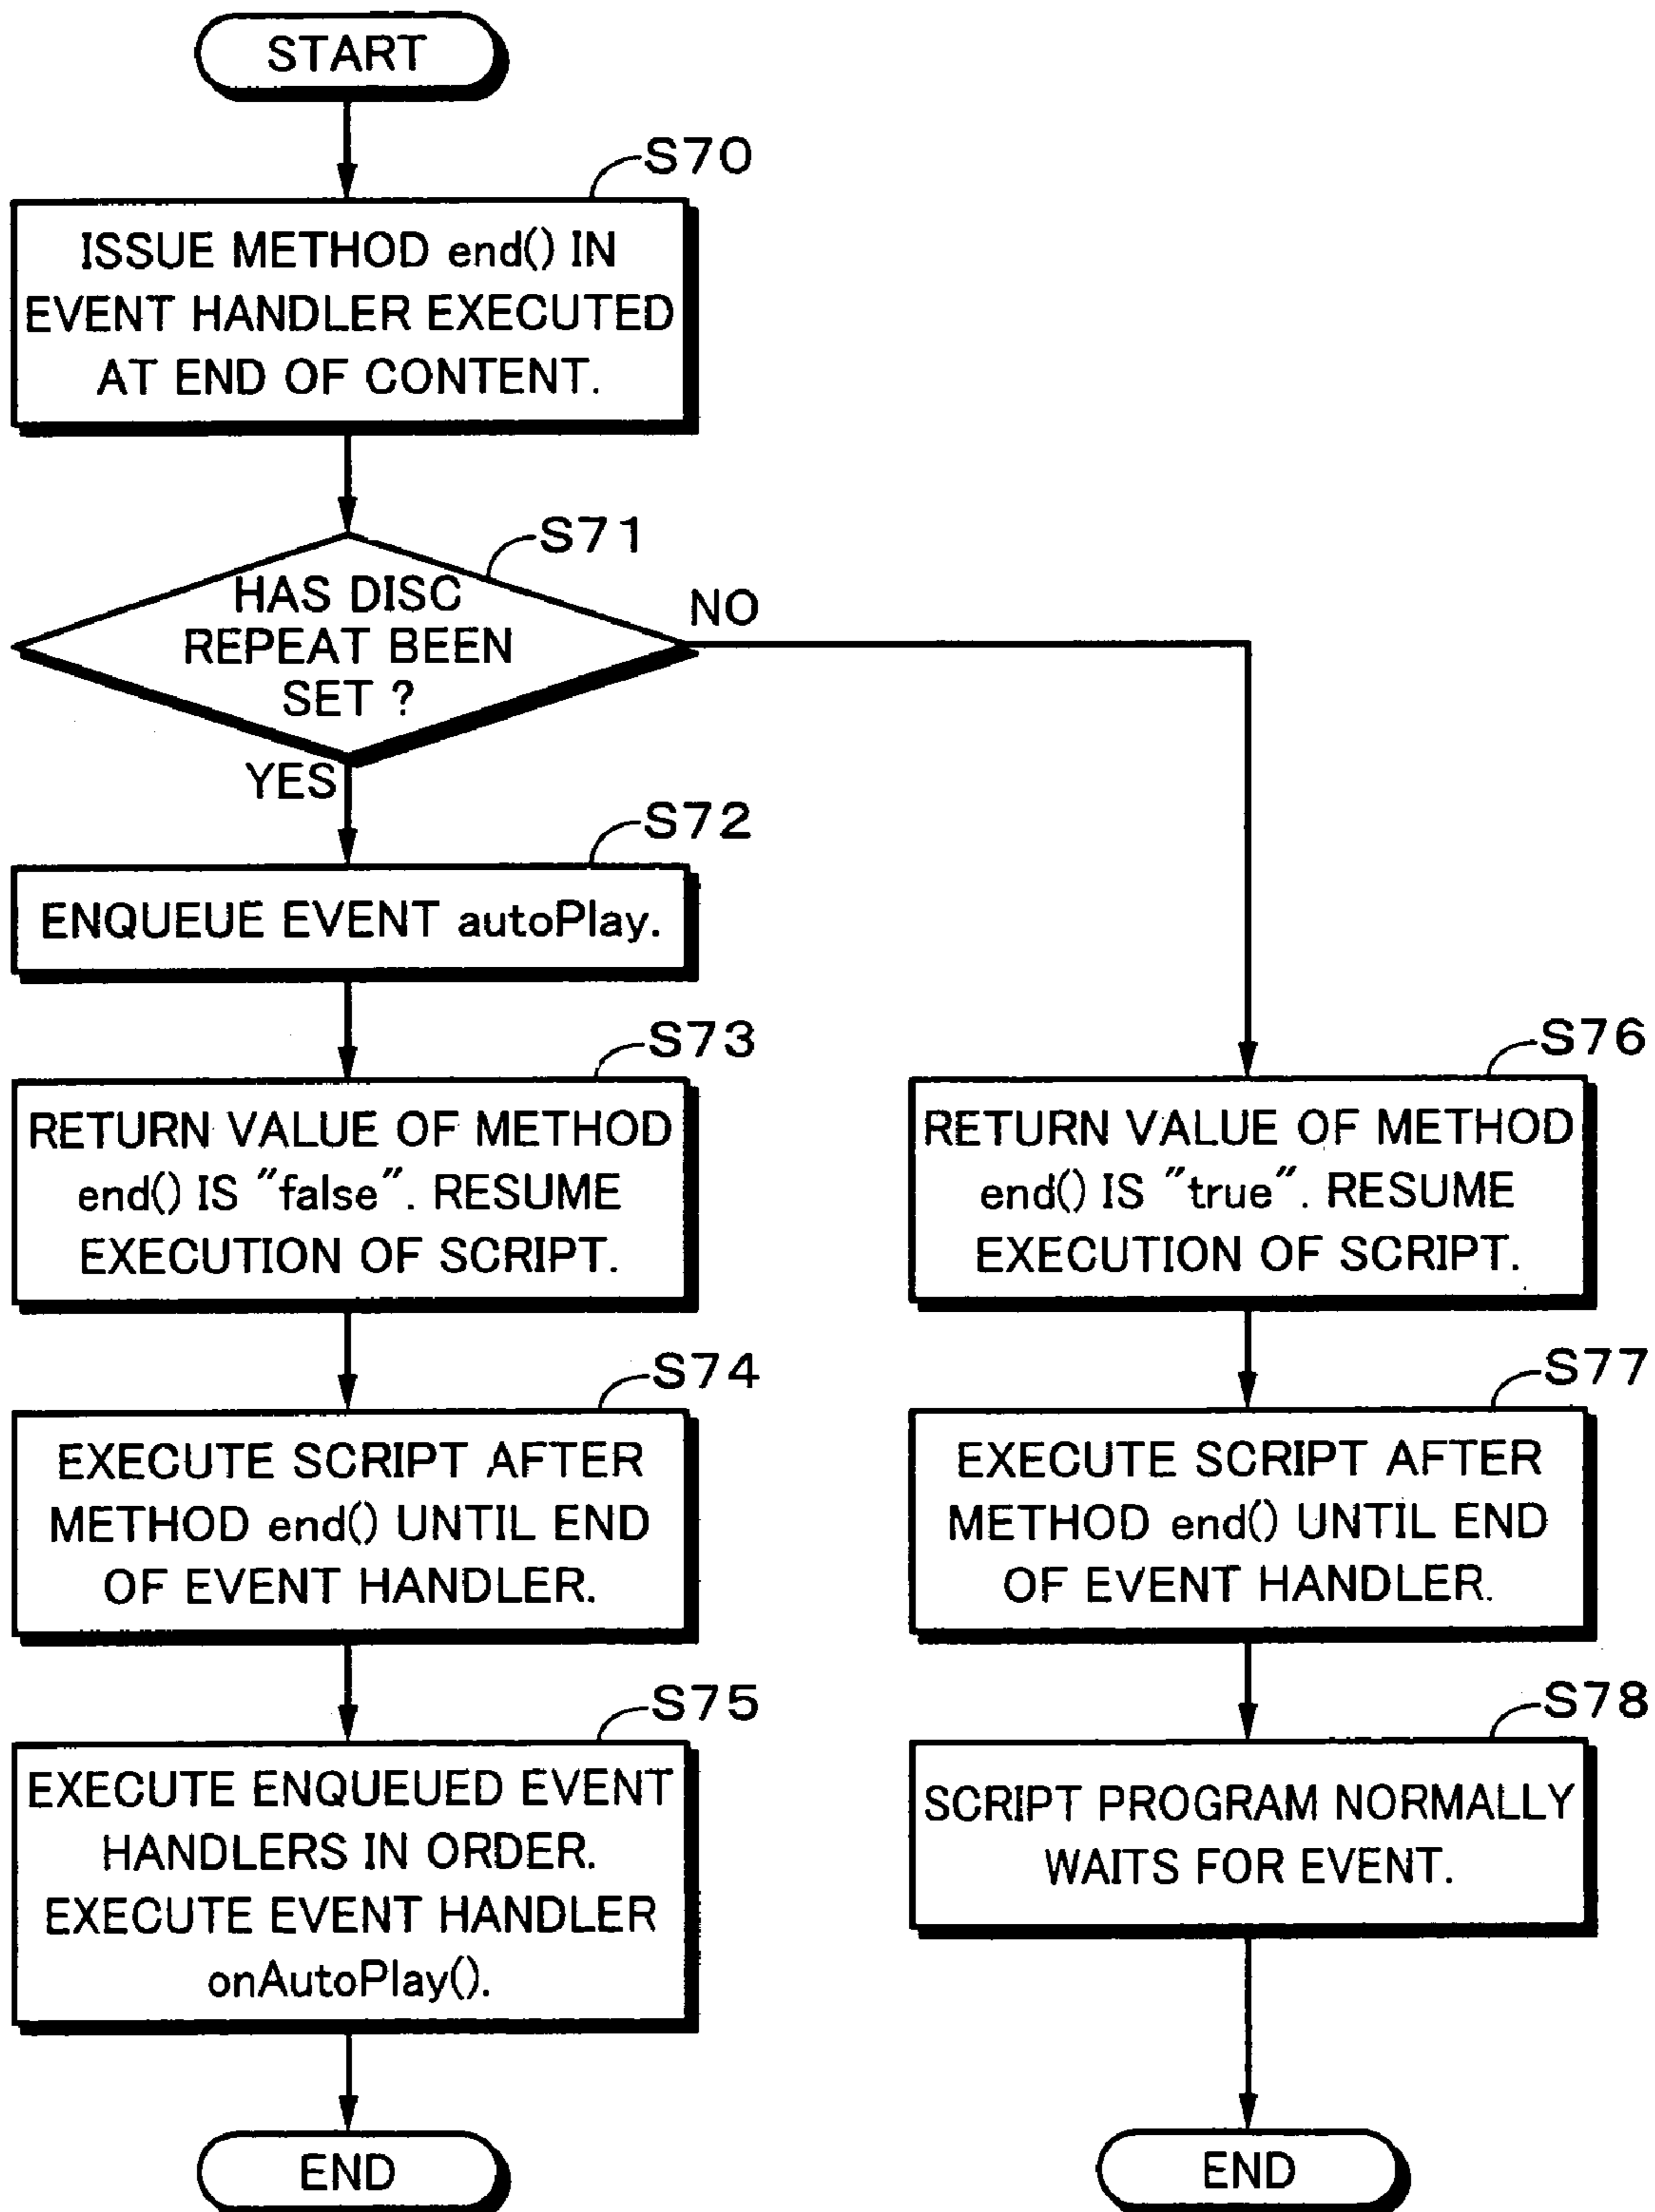 START
S70
ISSUE METHOD end() IN
EVENT HANDLER EXECUTED
AT END OF CONTENT.
S71
HAS DISC
REPEAT BEEN
SET ?
NO
YES
S72
ENQUEUE EVENT autoPlay.
S73
RETURN VALUE OF METHOD
end() IS "false". RESUME
EXECUTION OF SCRIPT.
S74
EXECUTE SCRIPT AFTER
METHOD end() UNTIL END
OF EVENT HANDLER.
S75
EXECUTE ENQUEUED EVENT
HANDLERS IN ORDER.
EXECUTE EVENT HANDLER
onAutoPlay().
END
S76
RETURN VALUE OF METHOD
end() IS "true". RESUME
EXECUTION OF SCRIPT.
S77
EXECUTE SCRIPT AFTER
METHOD end() UNTIL END
OF EVENT HANDLER.
S78
SCRIPT PROGRAM NORMALLY
WAITS FOR EVENT.
END